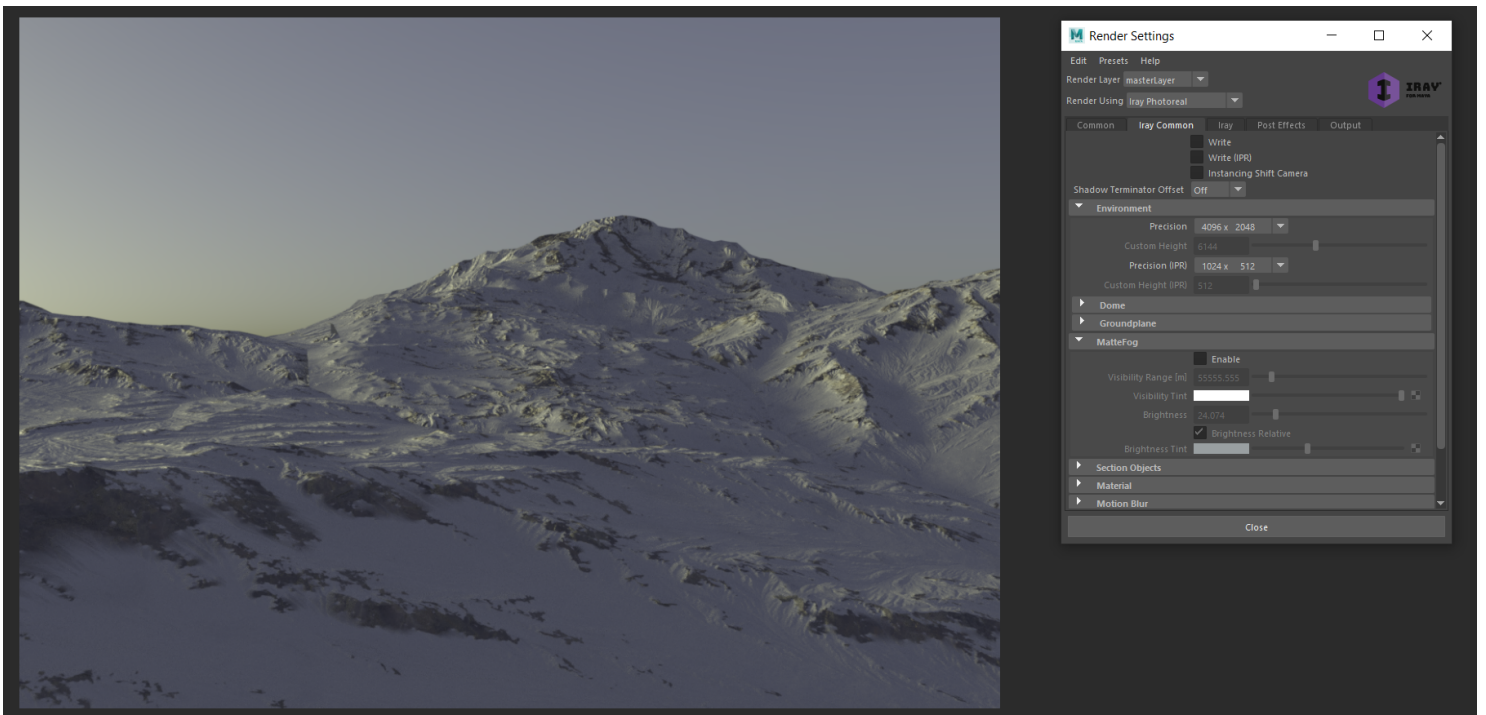 Render Settings
Edit Presets Help
Render Layer masterLayer
Render Using Iray Photoreal
IRAY
FOR MAYA
Common Iray Common Iray Post Effects Output
Write
Write (IPR)
Instancing Shift Camera
Shadow Terminator Offset Off
Environment
Precision 4096 x 2048
Custom Height 6144
Precision (IPR) 1024 x 512
Custom Height (IPR) 512
Dome
Groundplane
MatteFog
Enable
Visibility Range [m] 55555.555
Visibility Tint
Brightness 24.074
Brightness Relative
Brightness Tint
Section Objects
Material
Motion Blur
Close